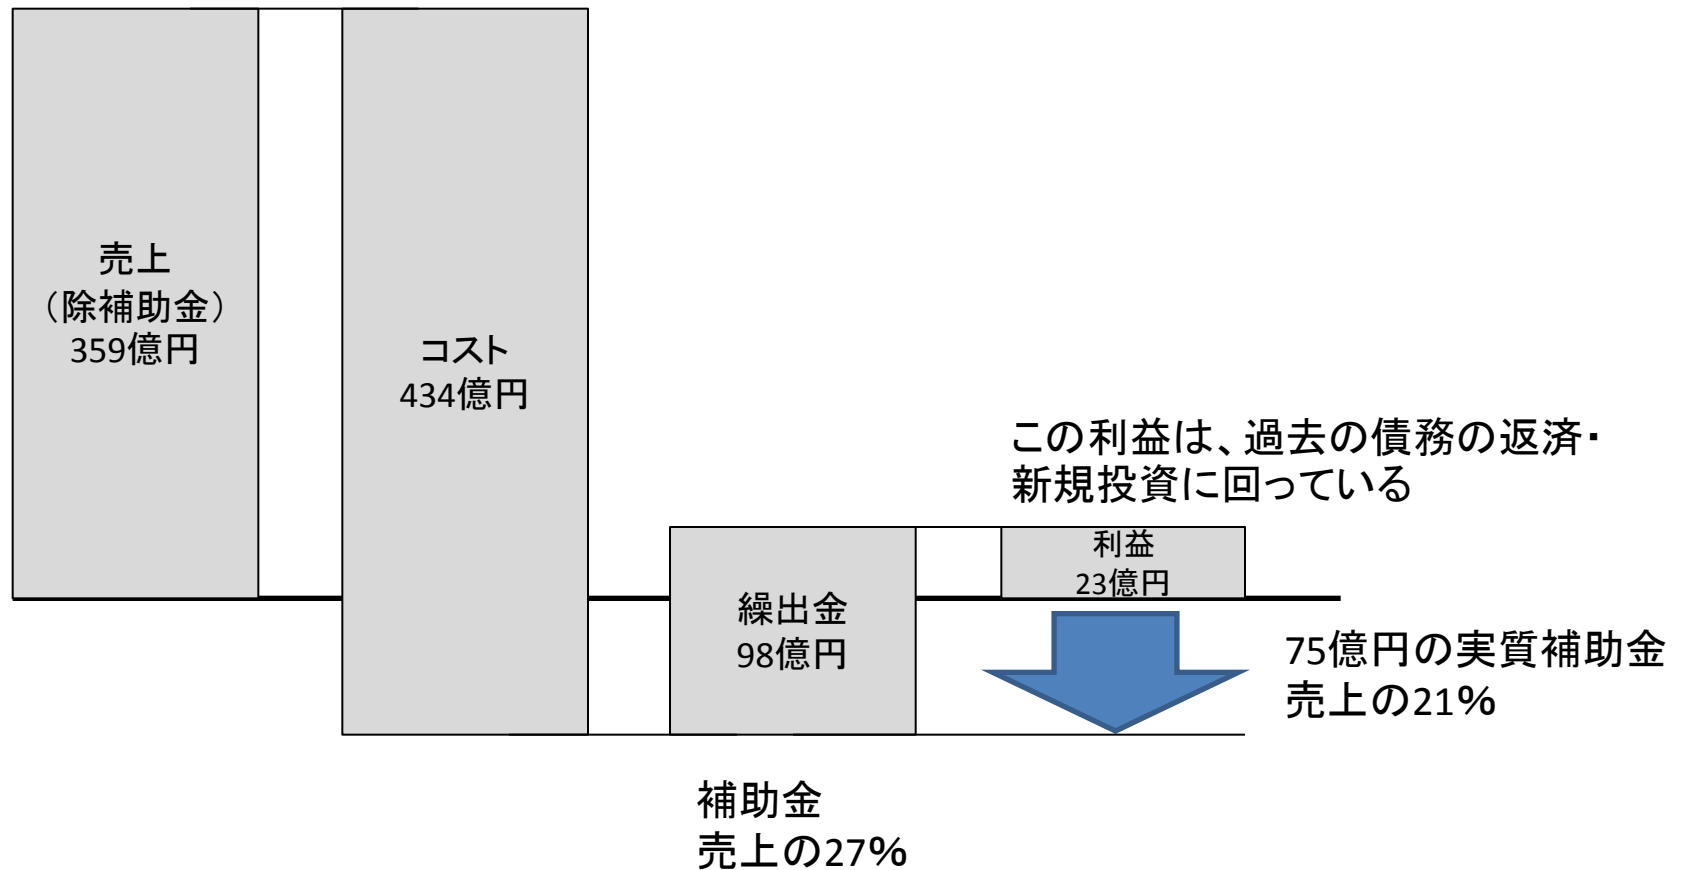 売上
（除補助金）
359億円
コスト
434億円
この利益は、過去の債務の返済・
新規投資に回っている
利益
23億円
繰出金
98億円
75億円の実質補助金
売上の21％
補助金
売上の27％